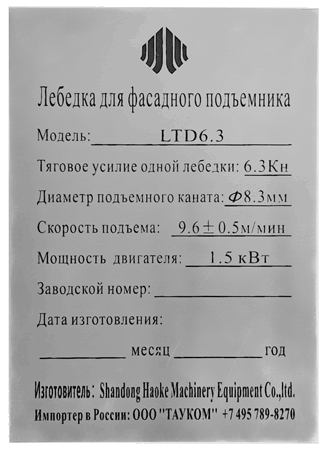 Лебедка для фасадного подъемника
Модель: LTD6.3
Тяговое усилие одной лебедки: 6.3Кн
Диаметр подъемного каната: Ф8.3мм
Скорость подъема: 9.6±0.5м/мин
Мощность двигателя: 1.5 кВт
Заводской номер:
Дата изготовления:
месяц год
Изготовитель: Shandong Haoke Machinery Equipment Co.,ltd.
Импортер в России: ООО "ТАУКОМ" +7 495 789-8270